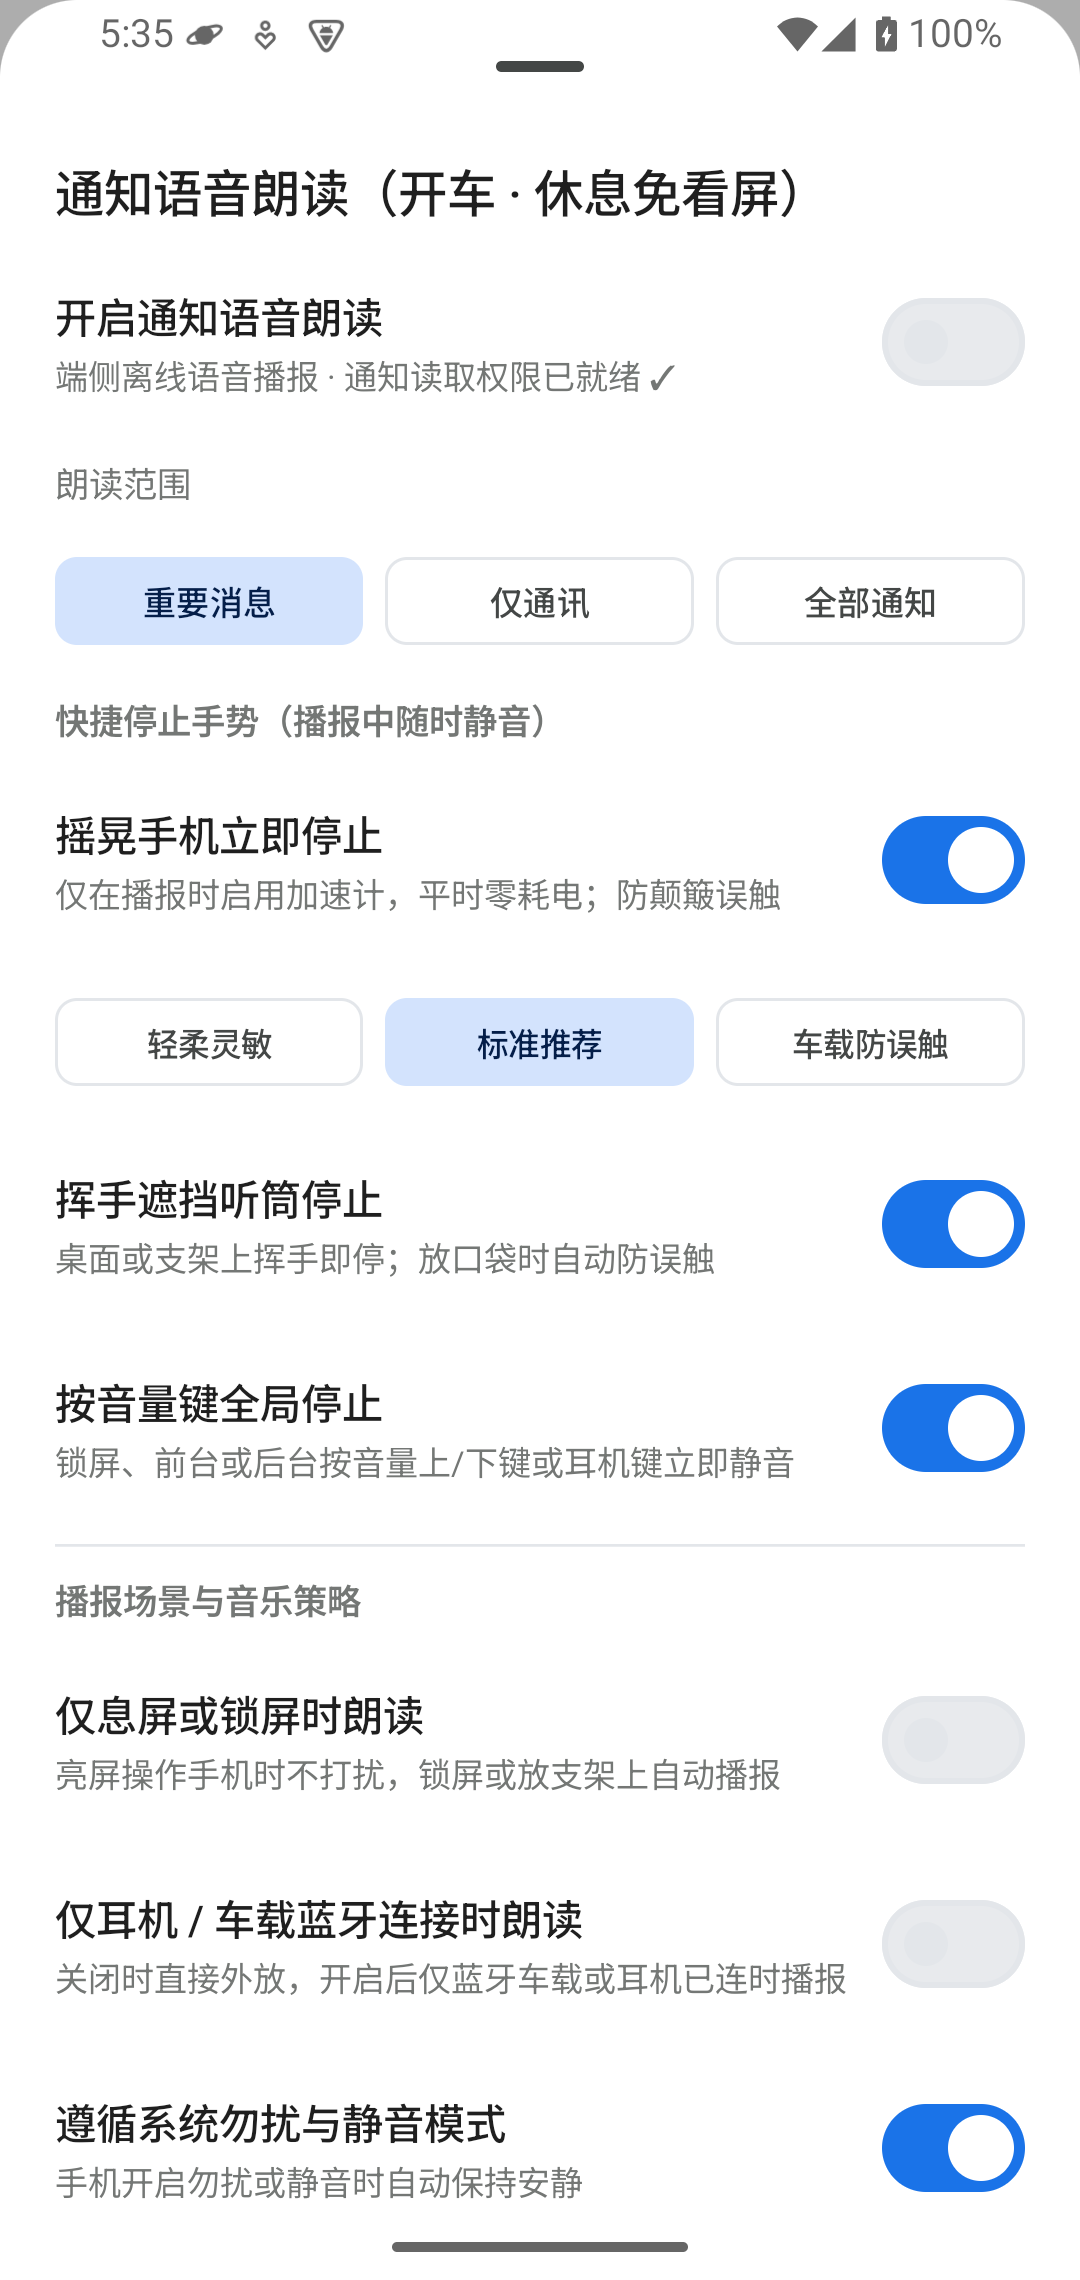 5:35
100%
通知语音朗读（开车 · 休息免看屏）
开启通知语音朗读
端侧离线语音播报 · 通知读取权限已就绪 ✓
朗读范围
重要消息
仅通讯
全部通知
快捷停止手势（播报中随时静音）
摇晃手机立即停止
仅在播报时启用加速计，平时零耗电；防颠簸误触
轻柔灵敏
标准推荐
车载防误触
挥手遮挡听筒停止
桌面或支架上挥手即停；放口袋时自动防误触
按音量键全局停止
锁屏、前台或后台按音量上/下键或耳机键立即静音
播报场景与音乐策略
仅息屏或锁屏时朗读
亮屏操作手机时不打扰，锁屏或放支架上自动播报
仅耳机 / 车载蓝牙连接时朗读
关闭时直接外放，开启后仅蓝牙车载或耳机已连时播报
遵循系统勿扰与静音模式
手机开启勿扰或静音时自动保持安静